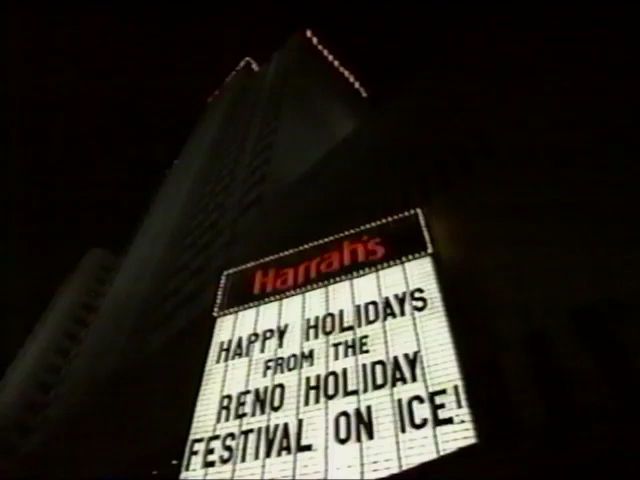 Harrah's
HAPPY HOLIDAYS
FROM THE
RENO HOLIDAY
FESTIVAL ON ICE!